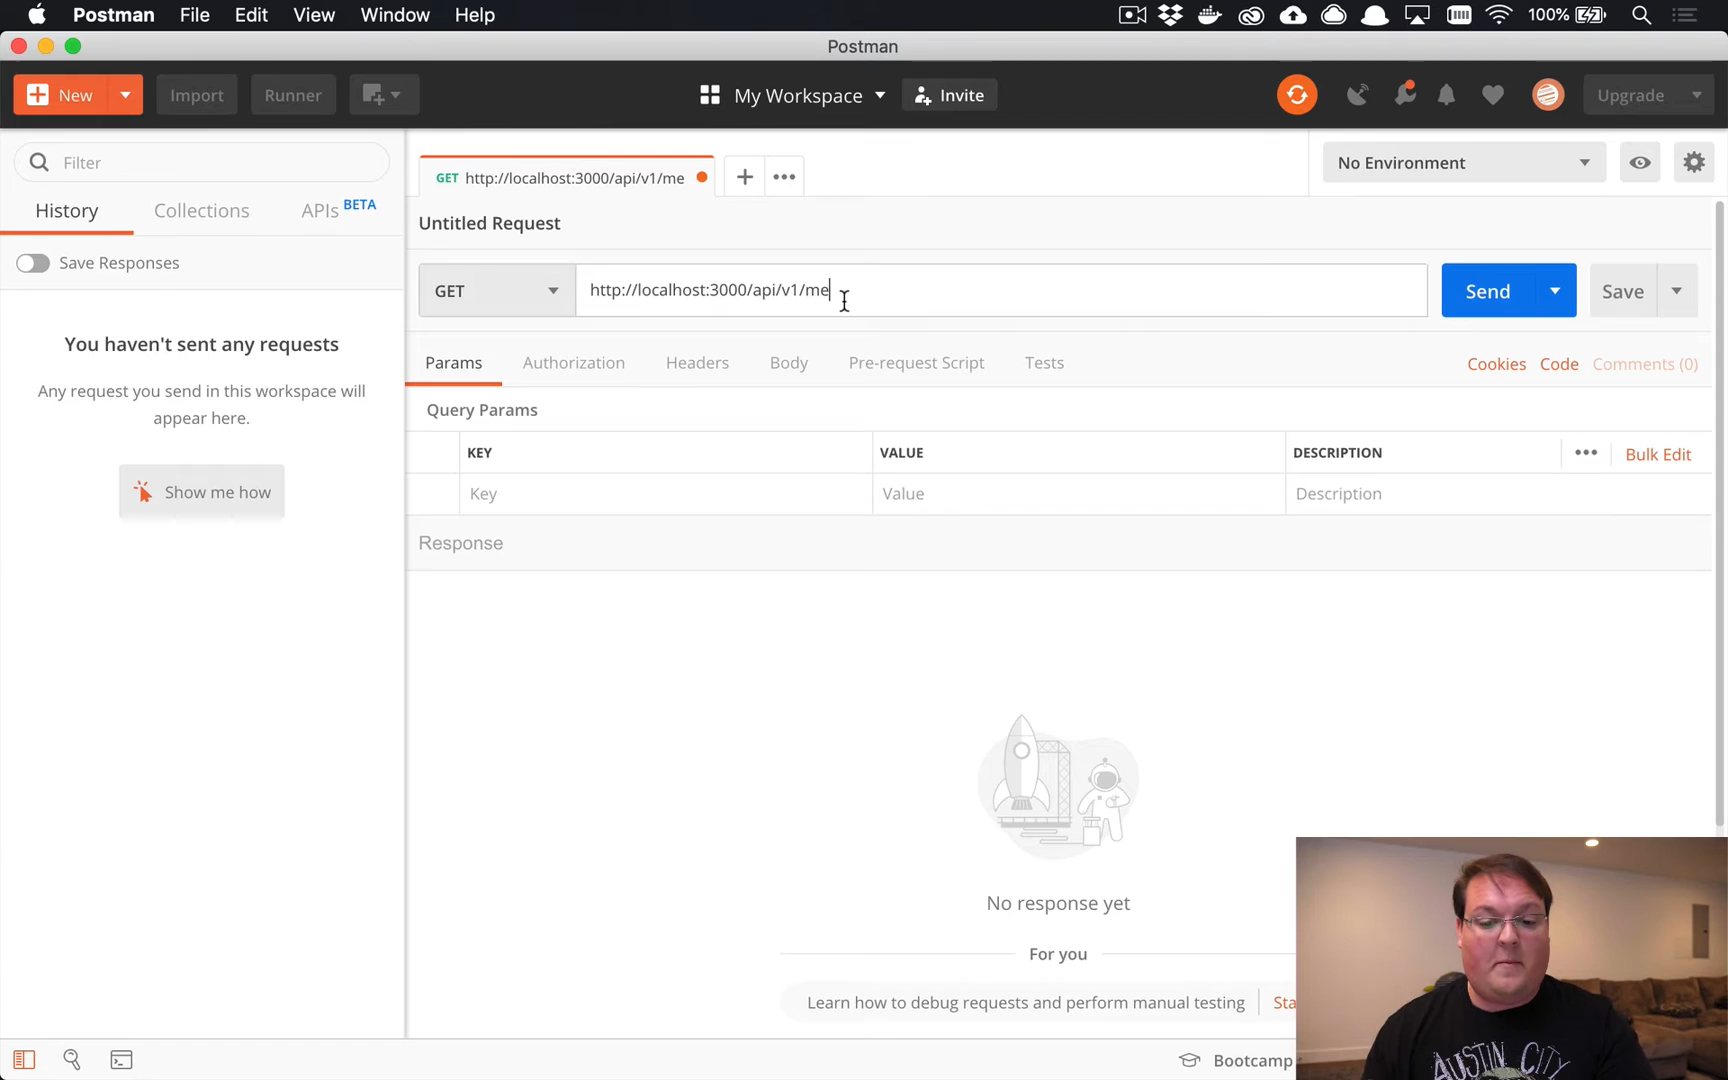 Postman File Edit View Window Help 100%
Postman
New Import Runner My Workspace Invite Upgrade
Filter
GET http://localhost:3000/api/v1/me
No Environment
History Collections APIs BETA
Untitled Request
Save Responses
GET http://localhost:3000/api/v1/me Send Save
You haven't sent any requests
Any request you send in this workspace will
appear here.
Show me how
Params Authorization Headers Body Pre-request Script Tests Cookies Code Comments (0)
Query Params
KEY VALUE DESCRIPTION Bulk Edit
Key Value Description
Response
No response yet
For you
Learn how to debug requests and perform manual testing Sta
Bootcamp
AUSTIN CITY